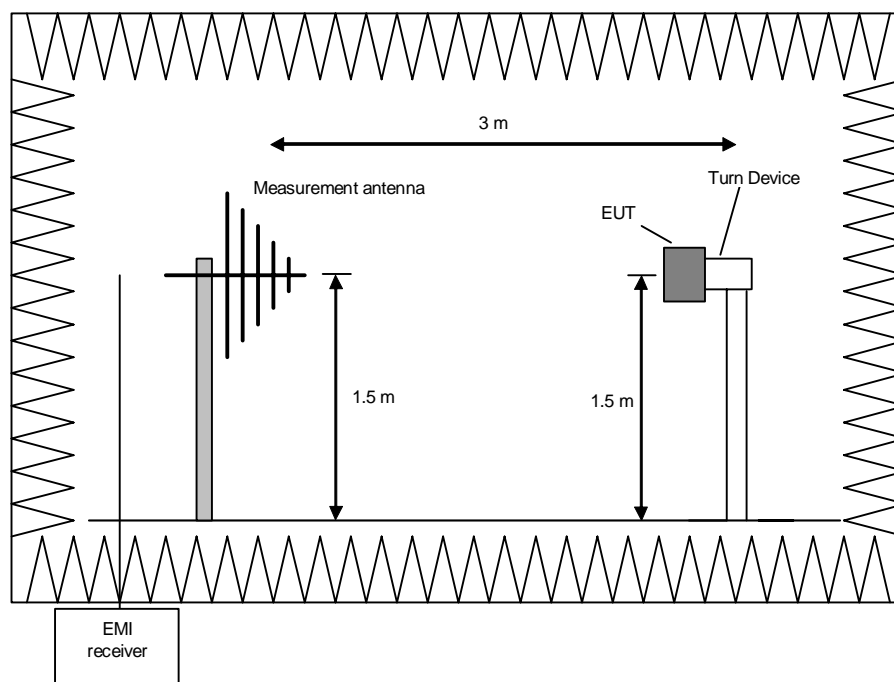 3 m
Measurement antenna
Turn Device
EUT
1.5 m
1.5 m
EMI
receiver